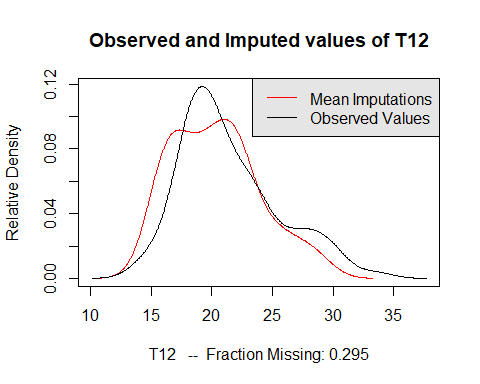 Observed and Imputed values of T12
Mean Imputations
Observed Values
Relative Density
0.00 0.04 0.08 0.12
10 15 20 25 30 35
T12 -- Fraction Missing: 0.295